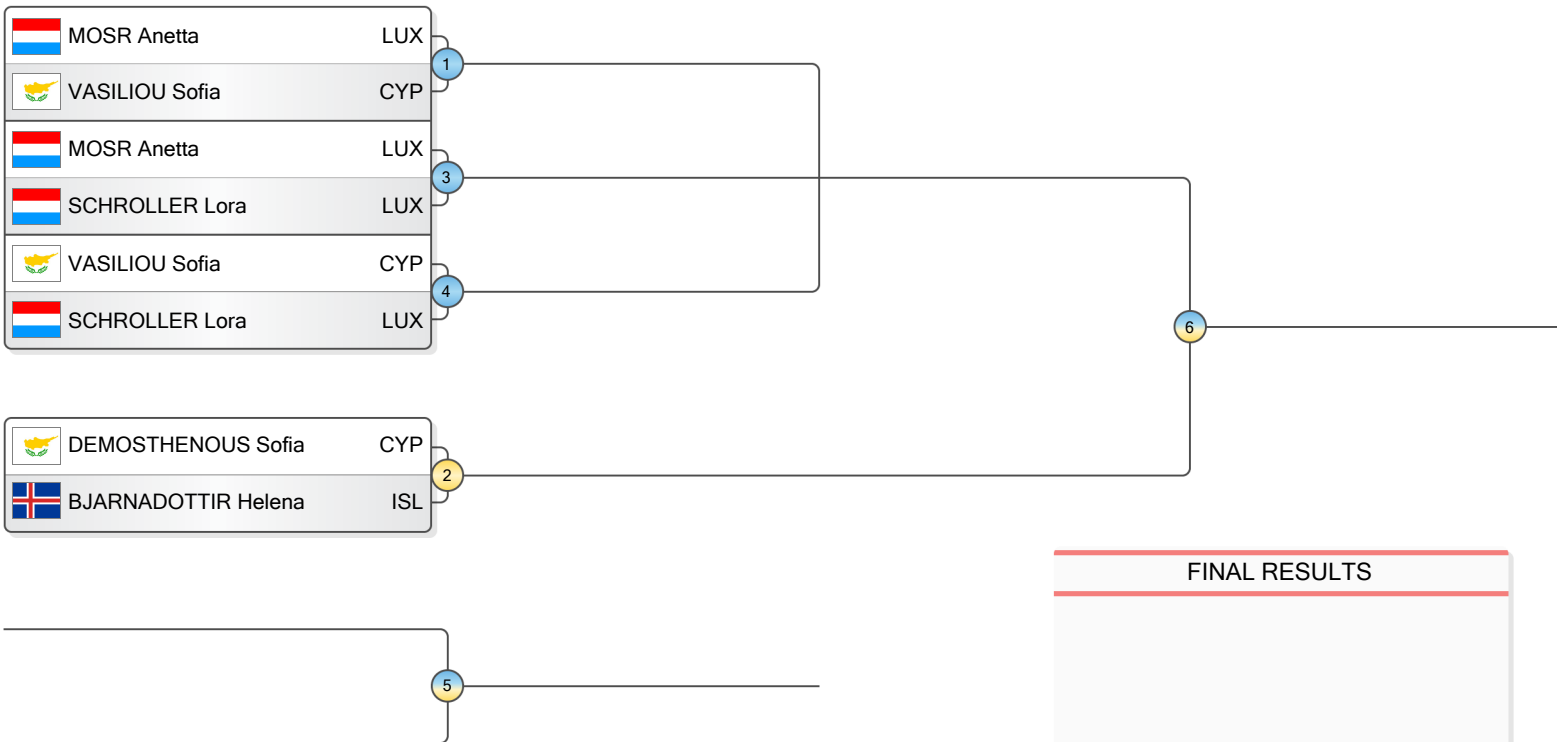 MOSR Anetta LUX
1
VASILIOU Sofia CYP
MOSR Anetta LUX
3
SCHROLLER Lora LUX
VASILIOU Sofia CYP
4
SCHROLLER Lora LUX
6
DEMOSTHENOUS Sofia CYP
2
BJARNADOTTIR Helena ISL
FINAL RESULTS
5